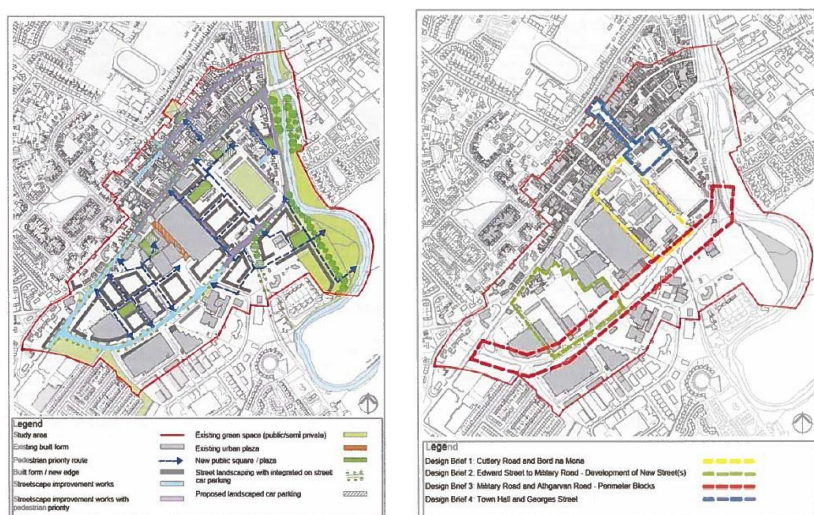 Legend
Study area
Existing built form
Pedestrian priority route
Built form / new edge
Streetscape improvement works
Streetscape improvement works with pedestrian priority
Existing green space (public/semi private)
Existing urban plaza
New public square / plaza
Street landscaping with integrated on street car parking
Proposed landscaped car parking
Legend
Design Brief 1: Cutlery Road and Bord na Mona
Design Brief 2: Edward Street to Military Road - Development of New Street(s)
Design Brief 3: Military Road and Athgarvan Road - Perimeter Blocks
Design Brief 4: Town Hall and Georges Street